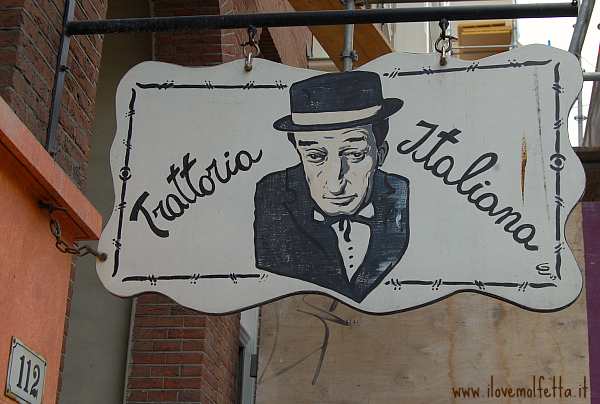 Trattoria Italiana
112
www.ilovemolfetta.it